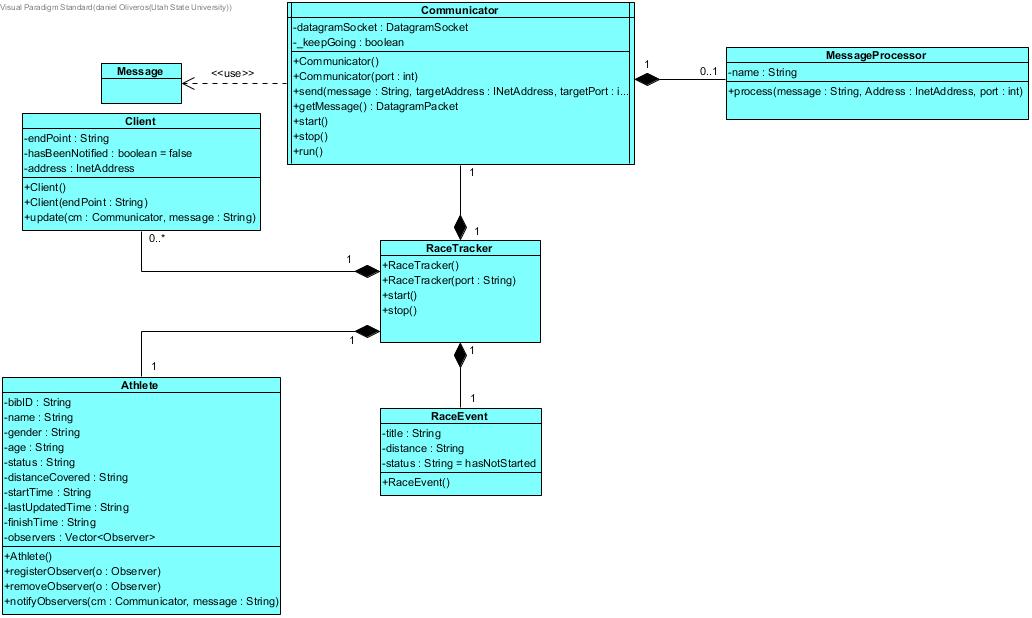 Visual Paradigm Standard(daniel Oliveros(Utah State University))
Communicator
-datagramSocket : DatagramSocket
-_keepGoing : boolean
+Communicator()
+Communicator(port : int)
+send(message : String, targetAddress : INetAddress, targetPort : i...
+getMessage() : DatagramPacket
+start()
+stop()
+run()
1
0..1
MessageProcessor
-name : String
+process(message : String, Address : InetAddress, port : int)
<<use>>
Message
Client
-endPoint : String
-hasBeenNotified : boolean = false
-address : InetAddress
+Client()
+Client(endPoint : String)
+update(cm : Communicator, message : String)
0..*
1
1
1
RaceTracker
+RaceTracker()
+RaceTracker(port : String)
+start()
+stop()
1
1
Athlete
-bibID : String
-name : String
-gender : String
-age : String
-status : String
-distanceCovered : String
-startTime : String
-lastUpdatedTime : String
-finishTime : String
-observers : Vector<Observer>
+Athlete()
+registerObserver(o : Observer)
+removeObserver(o : Observer)
+notifyObservers(cm : Communicator, message : String)
1
1
RaceEvent
-title : String
-distance : String
-status : String = hasNotStarted
+RaceEvent()